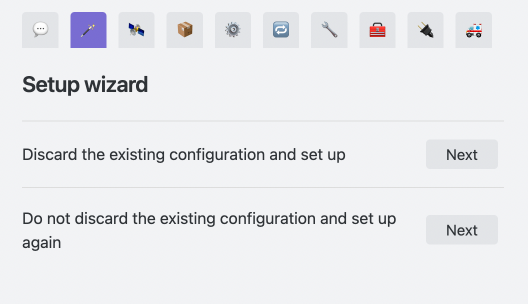 Setup wizard
Discard the existing configuration and set up
Next
Do not discard the existing configuration and set up
again
Next